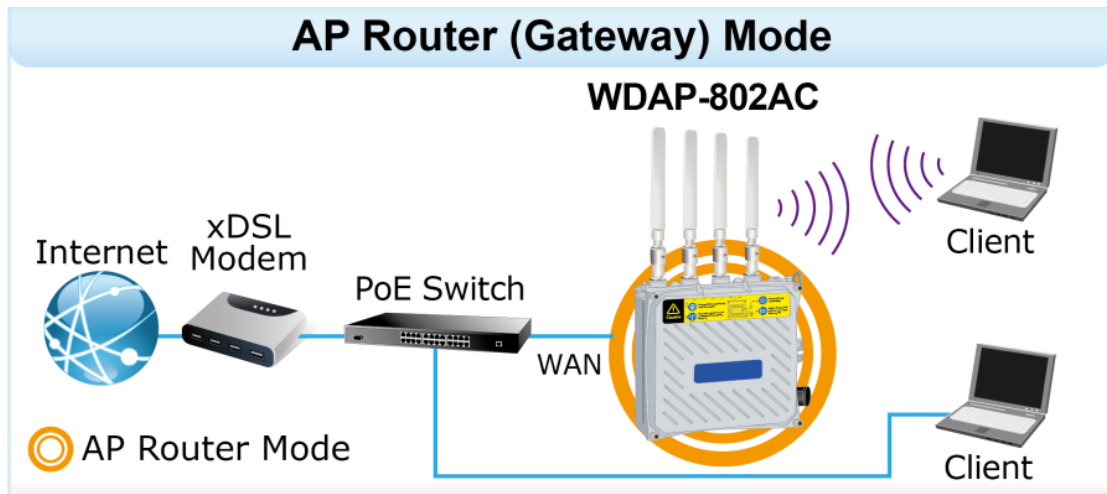 AP Router (Gateway) Mode
WDAP-802AC
Internet
xDSL
Modem
PoE Switch
WAN
Client
Client
AP Router Mode